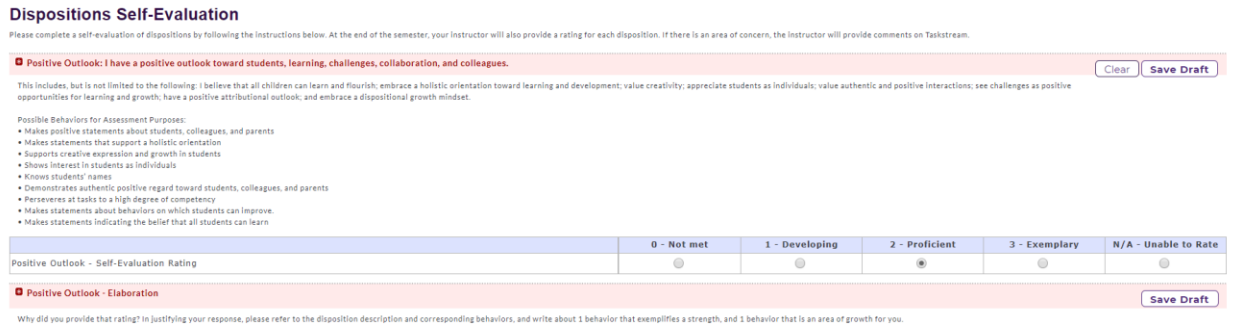 Dispositions Self-Evaluation
Please complete a self-evaluation of dispositions by following the instructions below. At the end of the semester, your instructor will also provide a rating for each disposition. If there is an area of concern, the instructor will provide comments on Taskstream.
Positive Outlook: I have a positive outlook toward students, learning, challenges, collaboration, and colleagues.
Clear Save Draft
This includes, but is not limited to the following: I believe that all children can learn and flourish; embrace a holistic orientation toward learning and development; value creativity; appreciate students as individuals; value authentic and positive interactions; see challenges as positive
opportunities for learning and growth; have a positive attributional outlook; and embrace a dispositional growth mindset.
Possible Behaviors for Assessment Purposes:
• Makes positive statements about students, colleagues, and parents
• Makes statements that support a holistic orientation
• Supports creative expression and growth in students
• Shows interest in students as individuals
• Knows students' names
• Demonstrates authentic positive regard toward students, colleagues, and parents
• Perseveres at tasks to a high degree of competency
• Makes statements about behaviors on which students can improve.
• Makes statements indicating the belief that all students can learn
0 - Not met 1 - Developing 2 - Proficient 3 - Exemplary N/A - Unable to Rate
Positive Outlook - Self-Evaluation Rating
Positive Outlook - Elaboration
Save Draft
Why did you provide that rating? In justifying your response, please refer to the disposition description and corresponding behaviors, and write about 1 behavior that exemplifies a strength, and 1 behavior that is an area of growth for you.